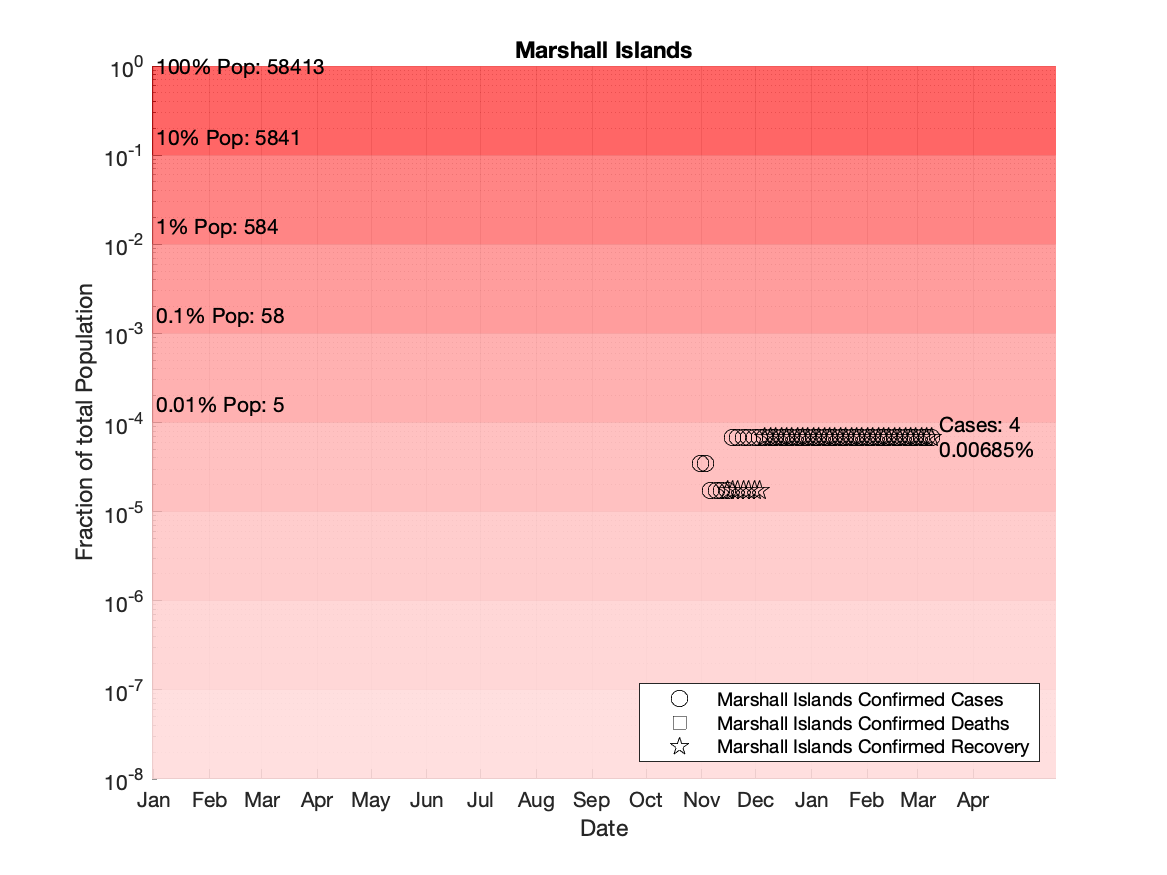 Marshall Islands
10^0
100% Pop: 58413
10% Pop: 5841
10^-1
1% Pop: 584
10^-2
0.1% Pop: 58
10^-3
0.01% Pop: 5
10^-4
Cases: 4
0.00685%
10^-5
10^-6
10^-7
10^-8
Fraction of total Population
Marshall Islands Confirmed Cases
Marshall Islands Confirmed Deaths
Marshall Islands Confirmed Recovery
Jan Feb Mar Apr May Jun Jul Aug Sep Oct Nov Dec Jan Feb Mar Apr
Date